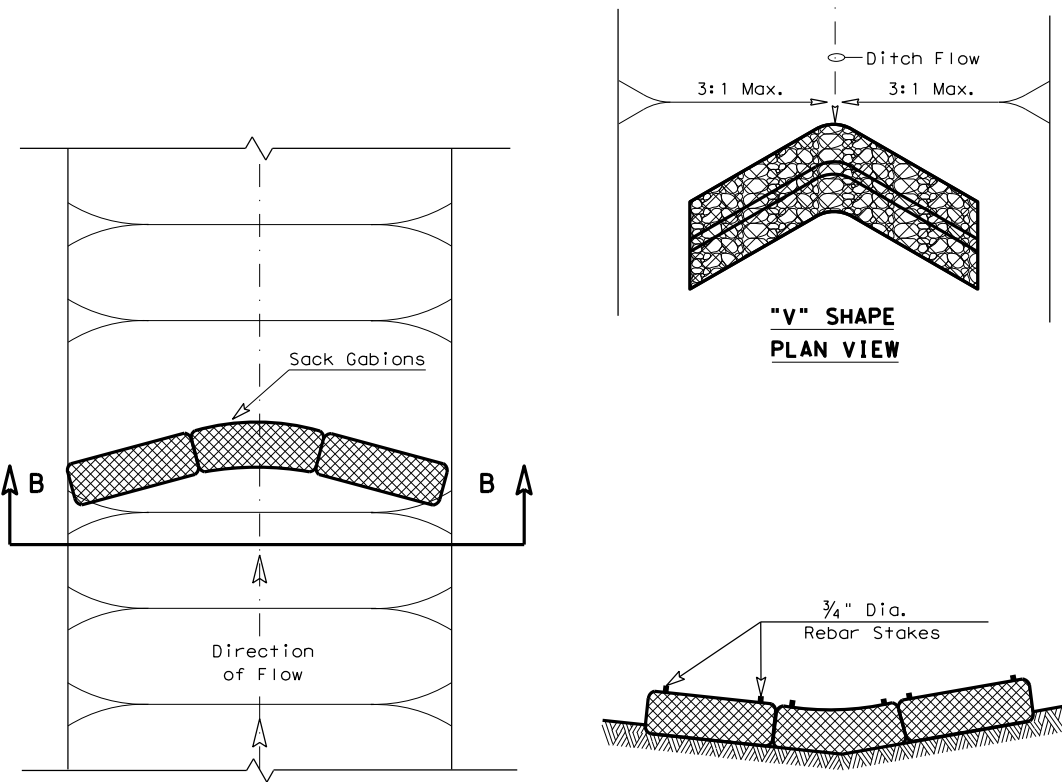 Ditch Flow
3:1 Max. 3:1 Max.
"V" SHAPE
PLAN VIEW
Sack Gabions
B B
Direction
of Flow
¾" Dia.
Rebar Stakes